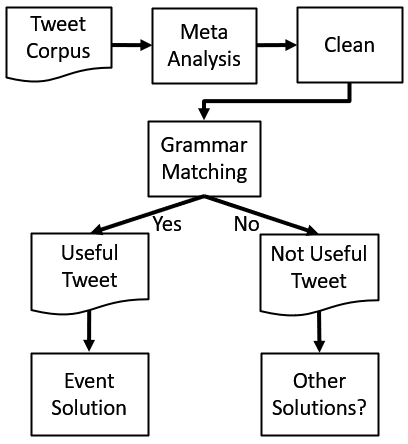 Tweet
Corpus
Meta
Analysis
Clean
Grammar
Matching
Yes
No
Useful
Tweet
Not Useful
Tweet
Event
Solution
Other
Solutions?